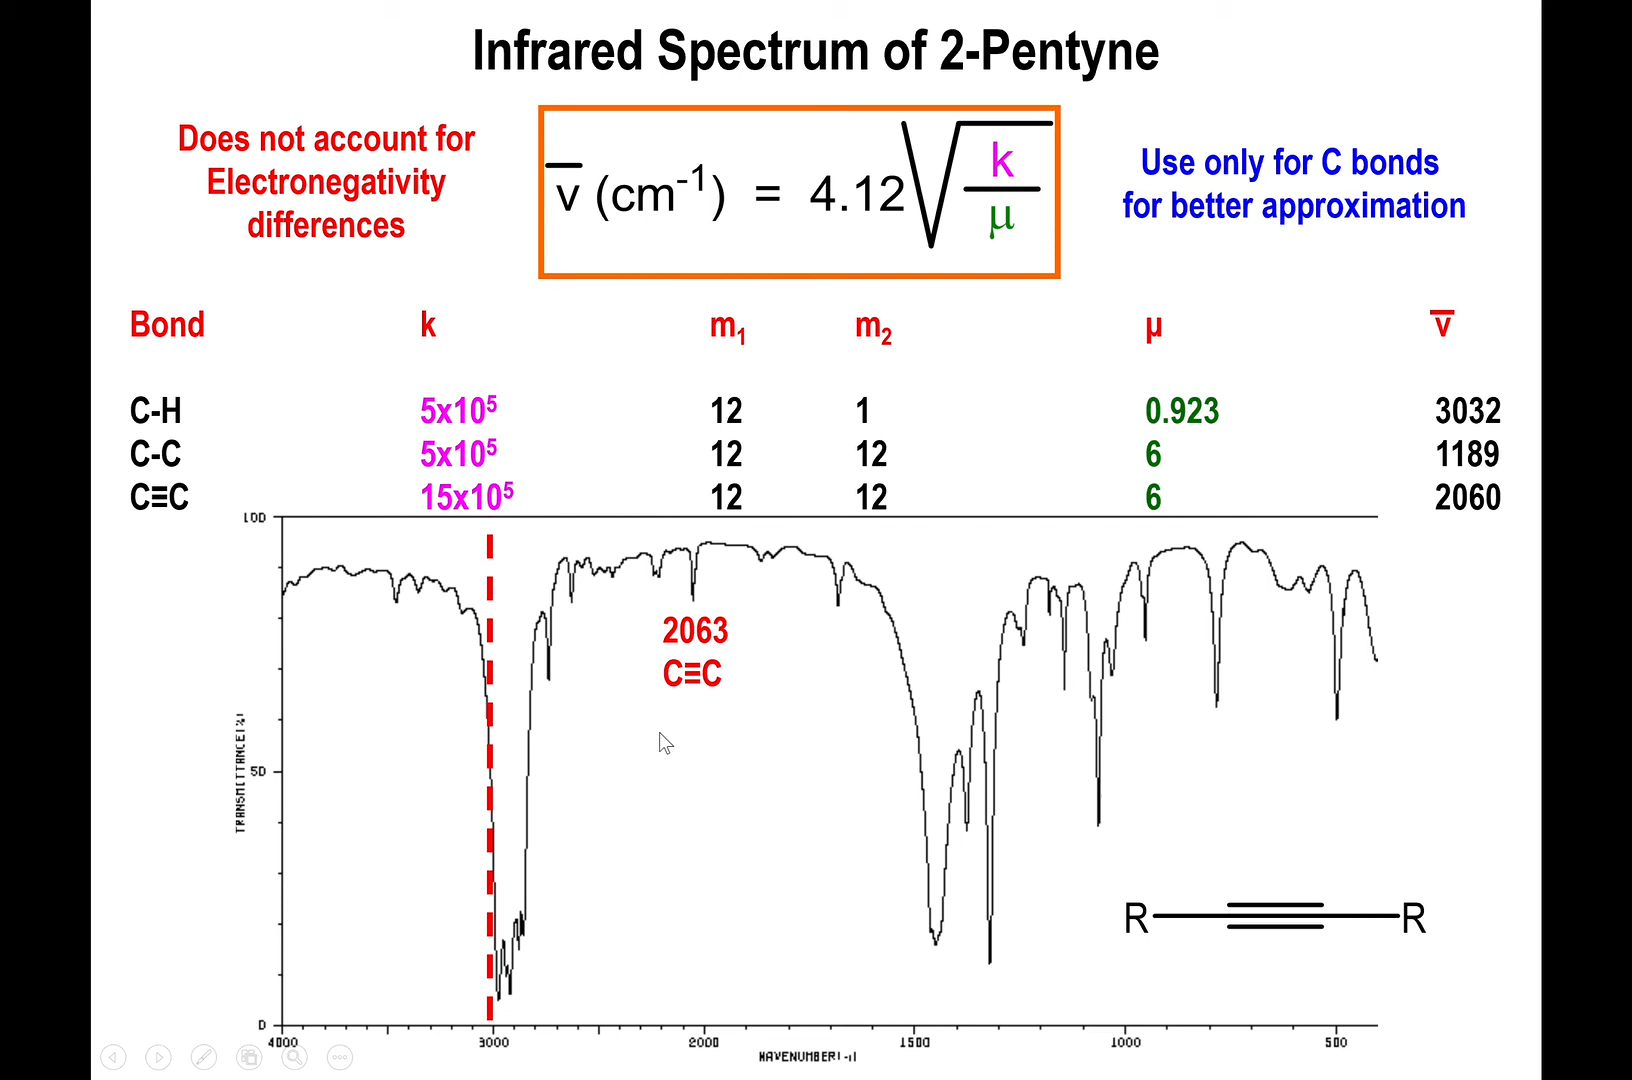 Infrared Spectrum of 2-Pentyne
Does not account for
Electronegativity
differences
ν̅ (cm⁻¹) = 4.12√(k/μ)
Use only for C bonds
for better approximation
Bond k m₁ m₂ μ ν̅
C-H 5x10⁵ 12 1 0.923 3032
C-C 5x10⁵ 12 12 6 1189
C≡C 15x10⁵ 12 12 6 2060
100
2063
C≡C
TRANSMITTANCE(%)
50
R R
0
4000 3000 2000 1500 1000 500
WAVENUMBER(-1)